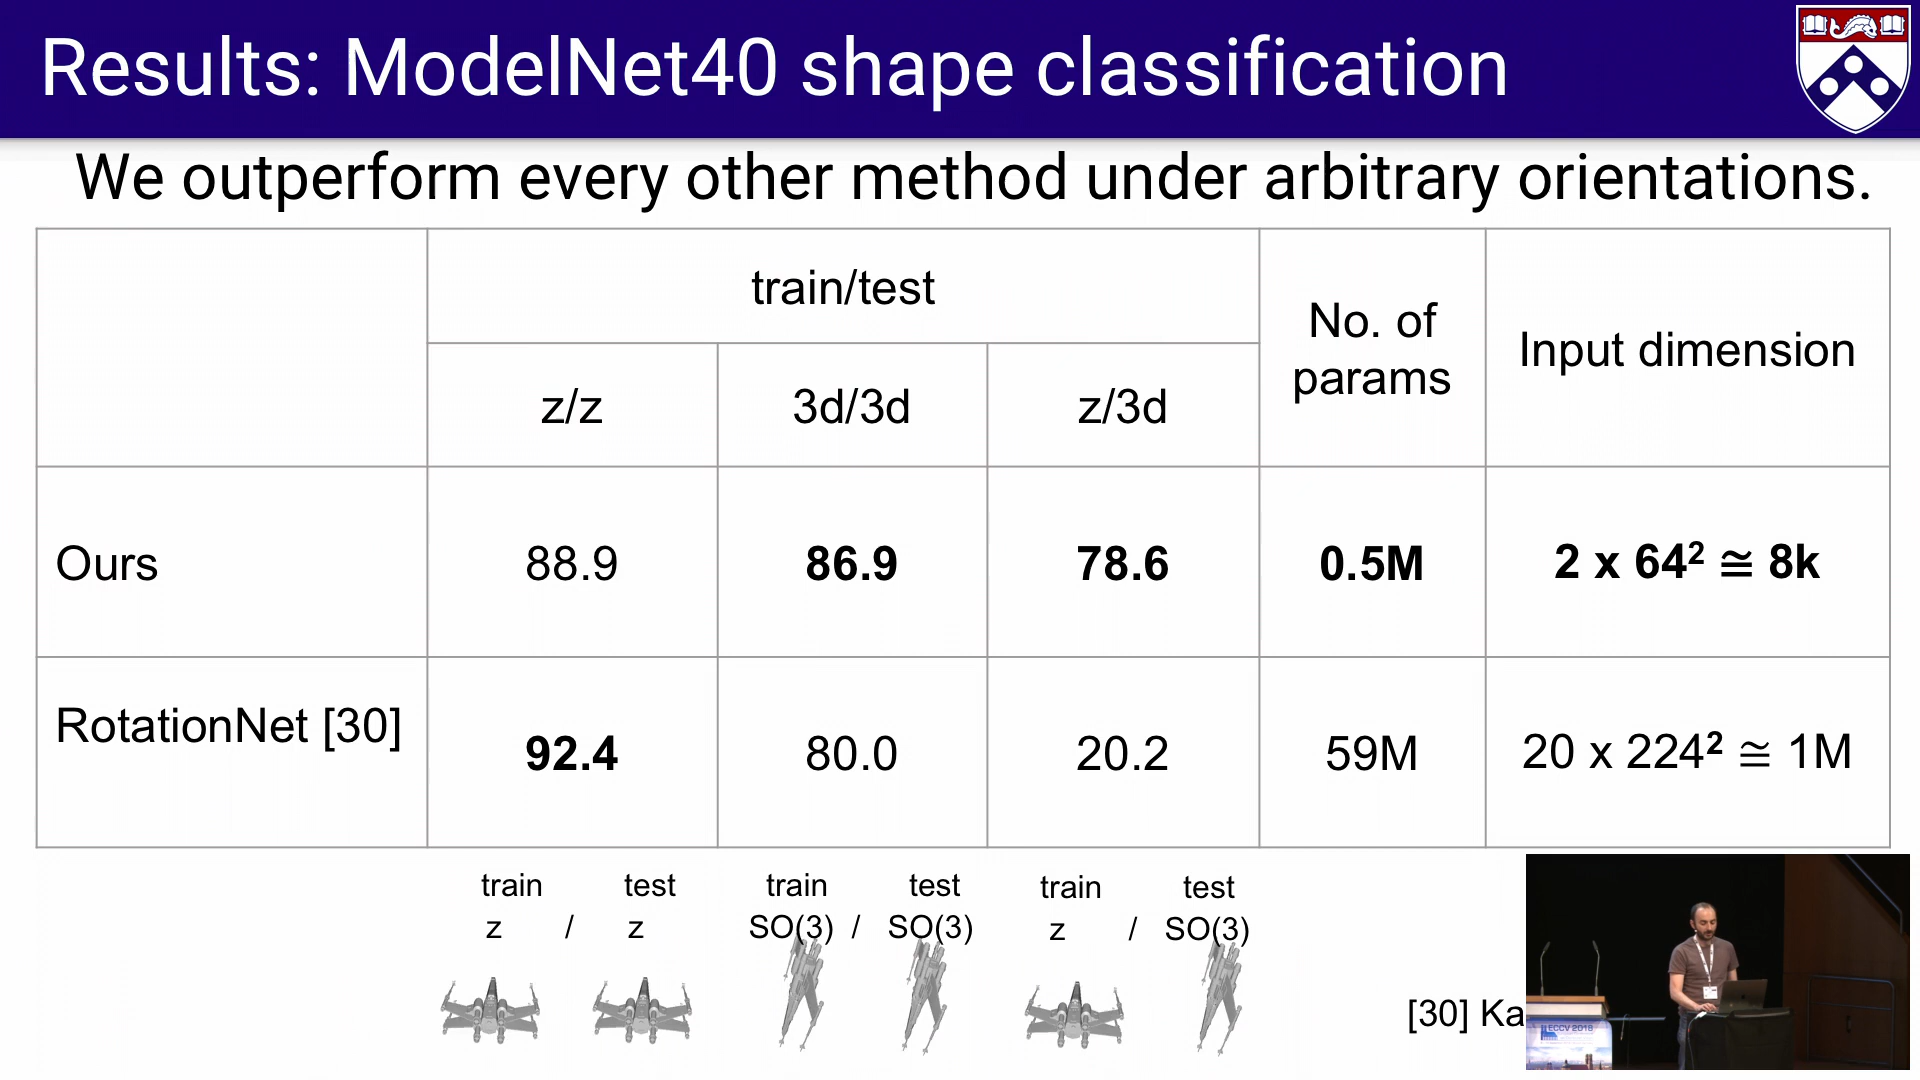 Results: ModelNet40 shape classification
We outperform every other method under arbitrary orientations.
train/test
No. of
params
Input dimension
z/z
3d/3d
z/3d
Ours
88.9
86.9
78.6
0.5M
2 x 64² ≅ 8k
RotationNet [30]
92.4
80.0
20.2
59M
20 x 224² ≅ 1M
train test
z / z
train test
SO(3) / SO(3)
train test
z / SO(3)
[30] Ka
ECCV 2018